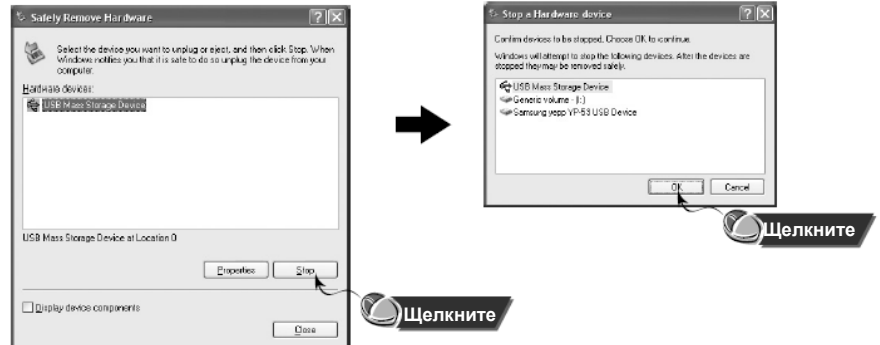 Safely Remove Hardware
Select the device you want to unplug or eject, and then click Stop. When
Windows notifies you that it is safe to do so unplug the device from your
computer.
Hardware devices:
USB Mass Storage Device
USB Mass Storage Device at Location 0
Properties
Stop
Display device components
Close
Щелкните
Stop a Hardware device
Confirm devices to be stopped, Choose OK to continue.
Windows will attempt to stop the following devices. After the devices are
stopped they may be removed safely.
USB Mass Storage Device
Generic volume - (I:)
Samsung yepp YP-53 USB Device
OK
Cancel
Щелкните